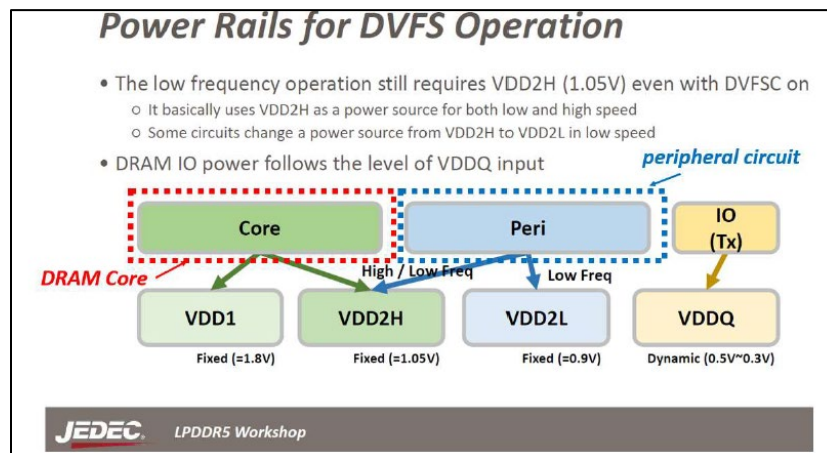 Power Rails for DVFS Operation
• The low frequency operation still requires VDD2H (1.05V) even with DVFSC on
o It basically uses VDD2H as a power source for both low and high speed
o Some circuits change a power source from VDD2H to VDD2L in low speed
• DRAM IO power follows the level of VDDQ input
peripheral circuit
Core
Peri
IO
(Tx)
DRAM Core
High / Low Freq
Low Freq
VDD1
VDD2H
VDD2L
VDDQ
Fixed (=1.8V)
Fixed (=1.05V)
Fixed (=0.9V)
Dynamic (0.5V~0.3V)
JEDEC. LPDDR5 Workshop